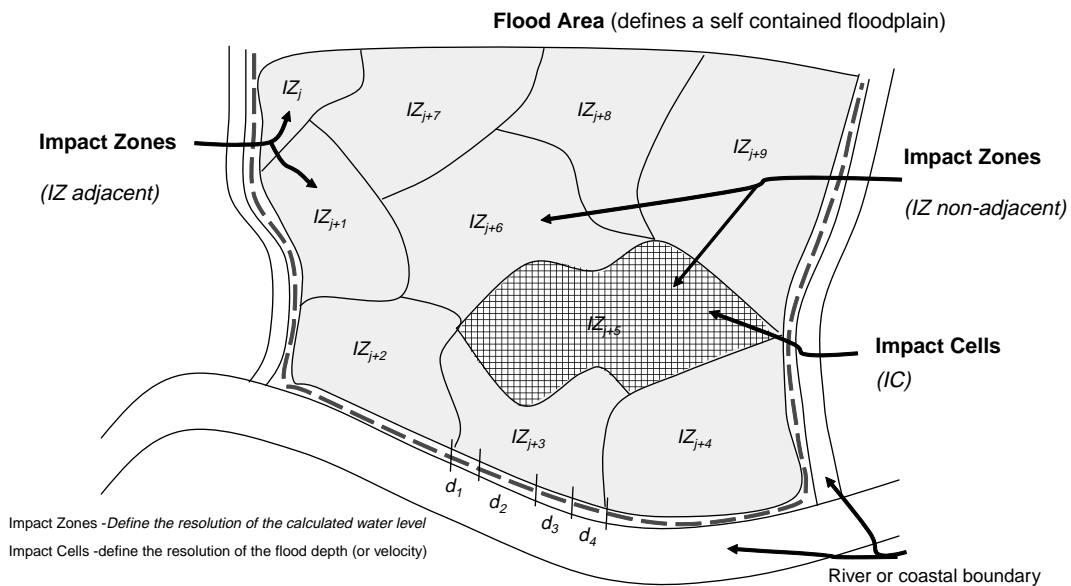 Flood Area (defines a self contained floodplain)
IZj
IZj+7
IZj+8
IZj+9
Impact Zones
(IZ adjacent)
Impact Zones
(IZ non-adjacent)
IZj+1
IZj+6
IZj+5
IZj+2
Impact Cells
(IC)
IZj+3
IZj+4
d1
d2
d3
d4
Impact Zones -Define the resolution of the calculated water level
Impact Cells -define the resolution of the flood depth (or velocity)
River or coastal boundary